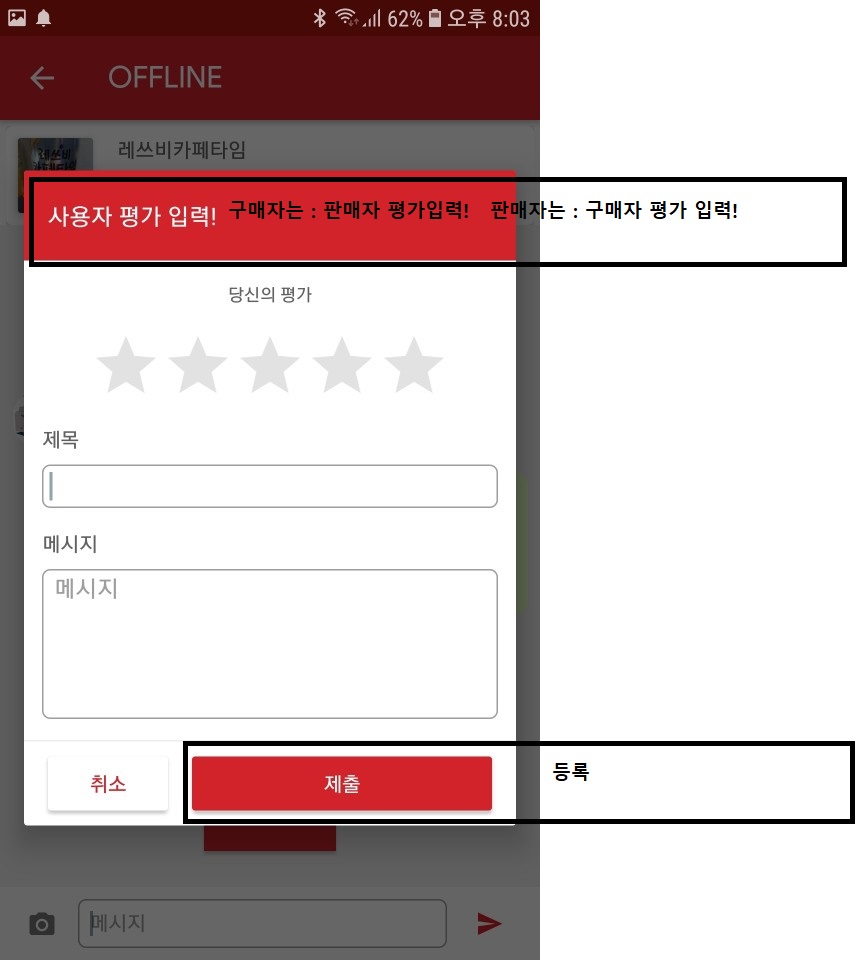 62% 오후 8:03
OFFLINE
레쓰비카페타임
레쓰비
사용자 평가 입력! 구매자는 : 판매자 평가입력! 판매자는 : 구매자 평가 입력!
당신의 평가
제목
메시지
메시지
취소 제출 등록
메시지